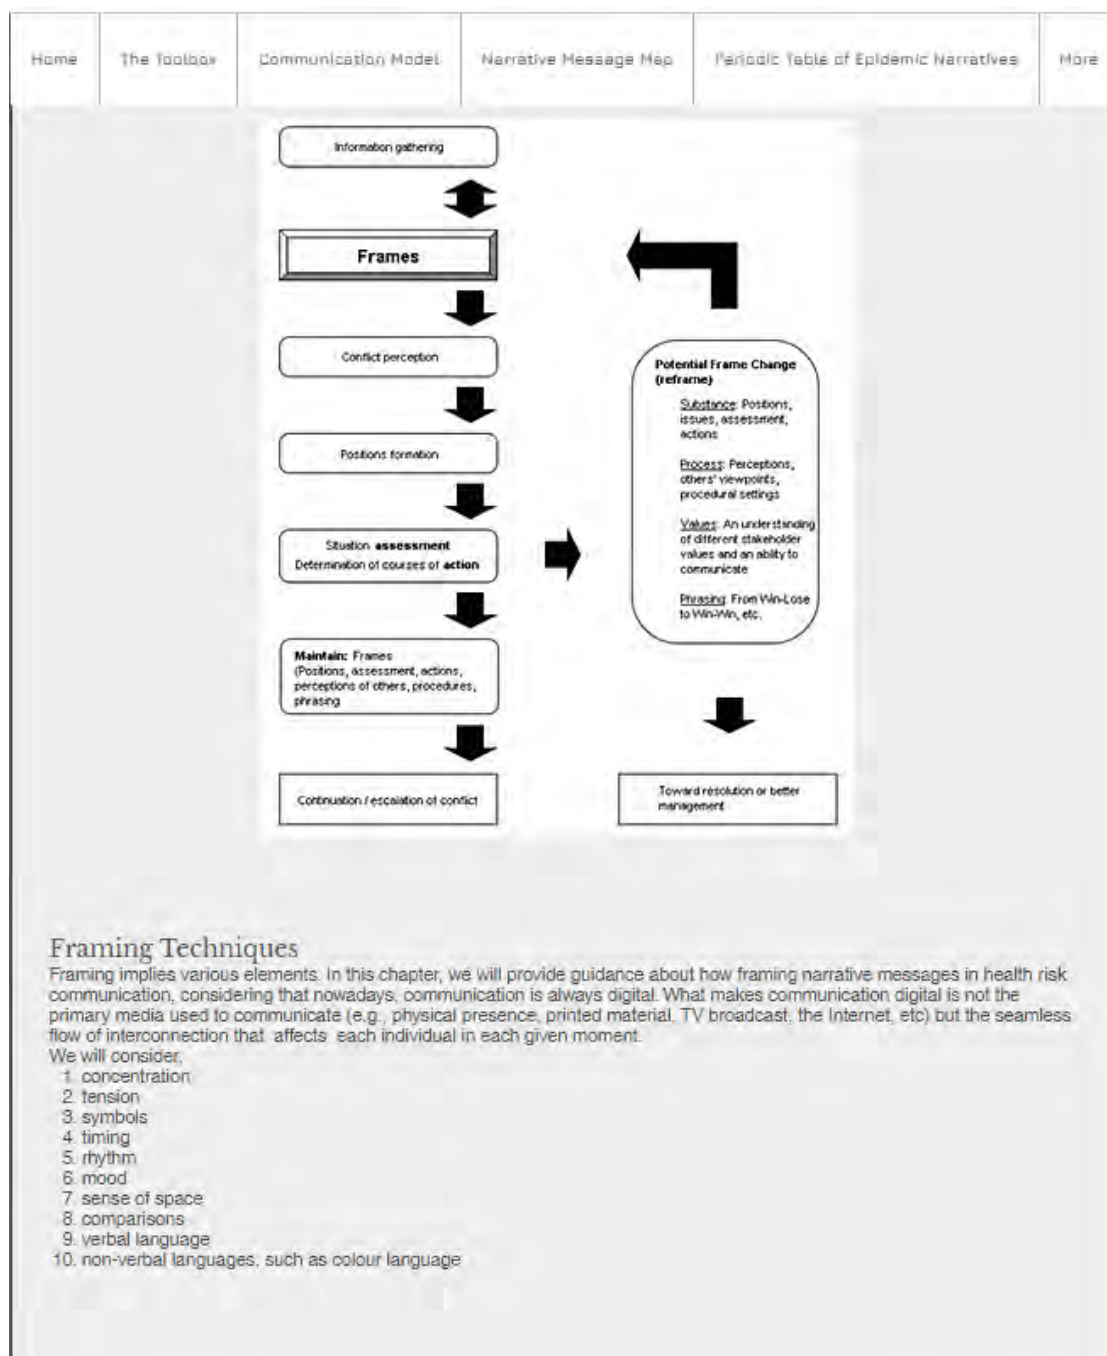 Home
The Toolbox
Communication Model
Narrative Message Map
Periodic Table of Epidemic Narratives
More
Information gathering
Frames
Conflict perception
Positions formation
Situation assessment
Determination of courses of action
Maintain: Frames
(Positions, assessment, actions,
perceptions of others, procedures,
phrasing
Continuation / escalation of conflict
Potential Frame Change
(reframe)
Substance: Positions,
issues, assessment,
actions
Process: Perceptions,
others' viewpoints,
procedural settings
Values: An understanding
of different stakeholder
values and an ability to
communicate
Phrasing: From Win-Lose
to Win-Win, etc.
Toward resolution or better
management
Framing Techniques
Framing implies various elements. In this chapter, we will provide guidance about how framing narrative messages in health risk
communication, considering that nowadays, communication is always digital. What makes communication digital is not the
primary media used to communicate (e.g., physical presence, printed material, TV broadcast, the Internet, etc) but the seamless
flow of interconnection that affects each individual in each given moment.
We will consider:
1. concentration
2. tension
3. symbols
4. timing
5. rhythm
6. mood
7. sense of space
8. comparisons
9. verbal language
10. non-verbal languages, such as colour language